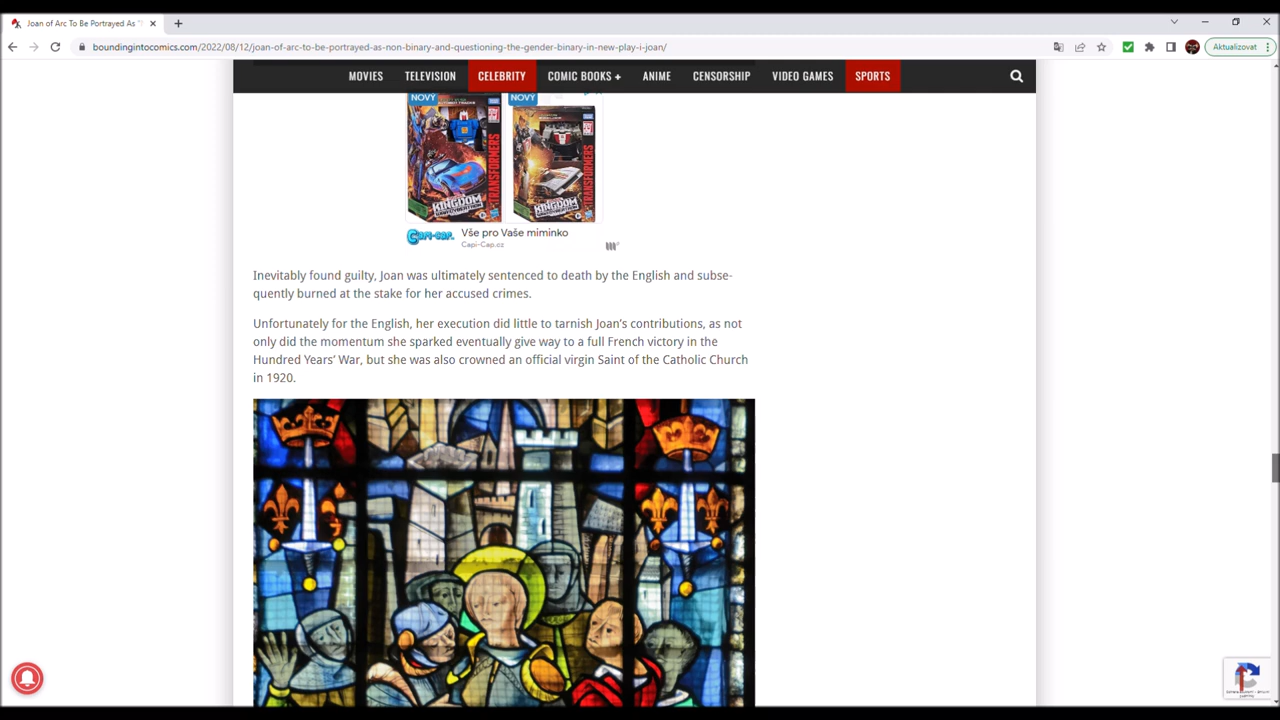 Joan of Arc To Be Portrayed As "
boundingintocomics.com/2022/08/12/joan-of-arc-to-be-portrayed-as-non-binary-and-questioning-the-gender-binary-in-new-play-i-joan/
Aktualizovat
MOVIES TELEVISION CELEBRITY COMIC BOOKS + ANIME CENSORSHIP VIDEO GAMES SPORTS
NOVÝ NOVÝ
TRANSFORMERS TRANSFORMERS
KINGDOM KINGDOM
CAPI-CAP. Vše pro Vaše miminko
Capi-Cap.cz
Inevitably found guilty, Joan was ultimately sentenced to death by the English and subse-
quently burned at the stake for her accused crimes.
Unfortunately for the English, her execution did little to tarnish Joan's contributions, as not
only did the momentum she sparked eventually give way to a full French victory in the
Hundred Years' War, but she was also crowned an official virgin Saint of the Catholic Church
in 1920.